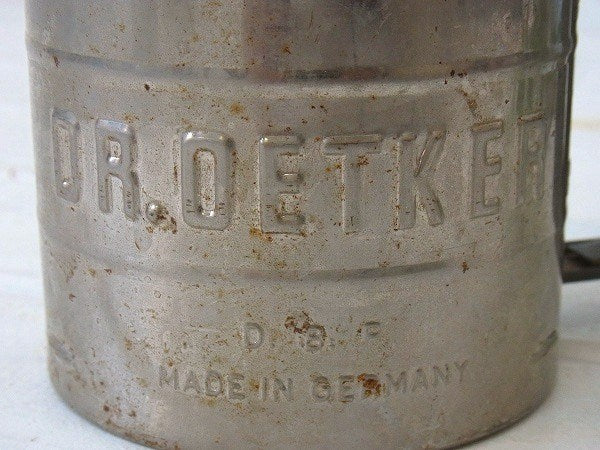 DR.OETKER
D. B. P.
MADE IN GERMANY